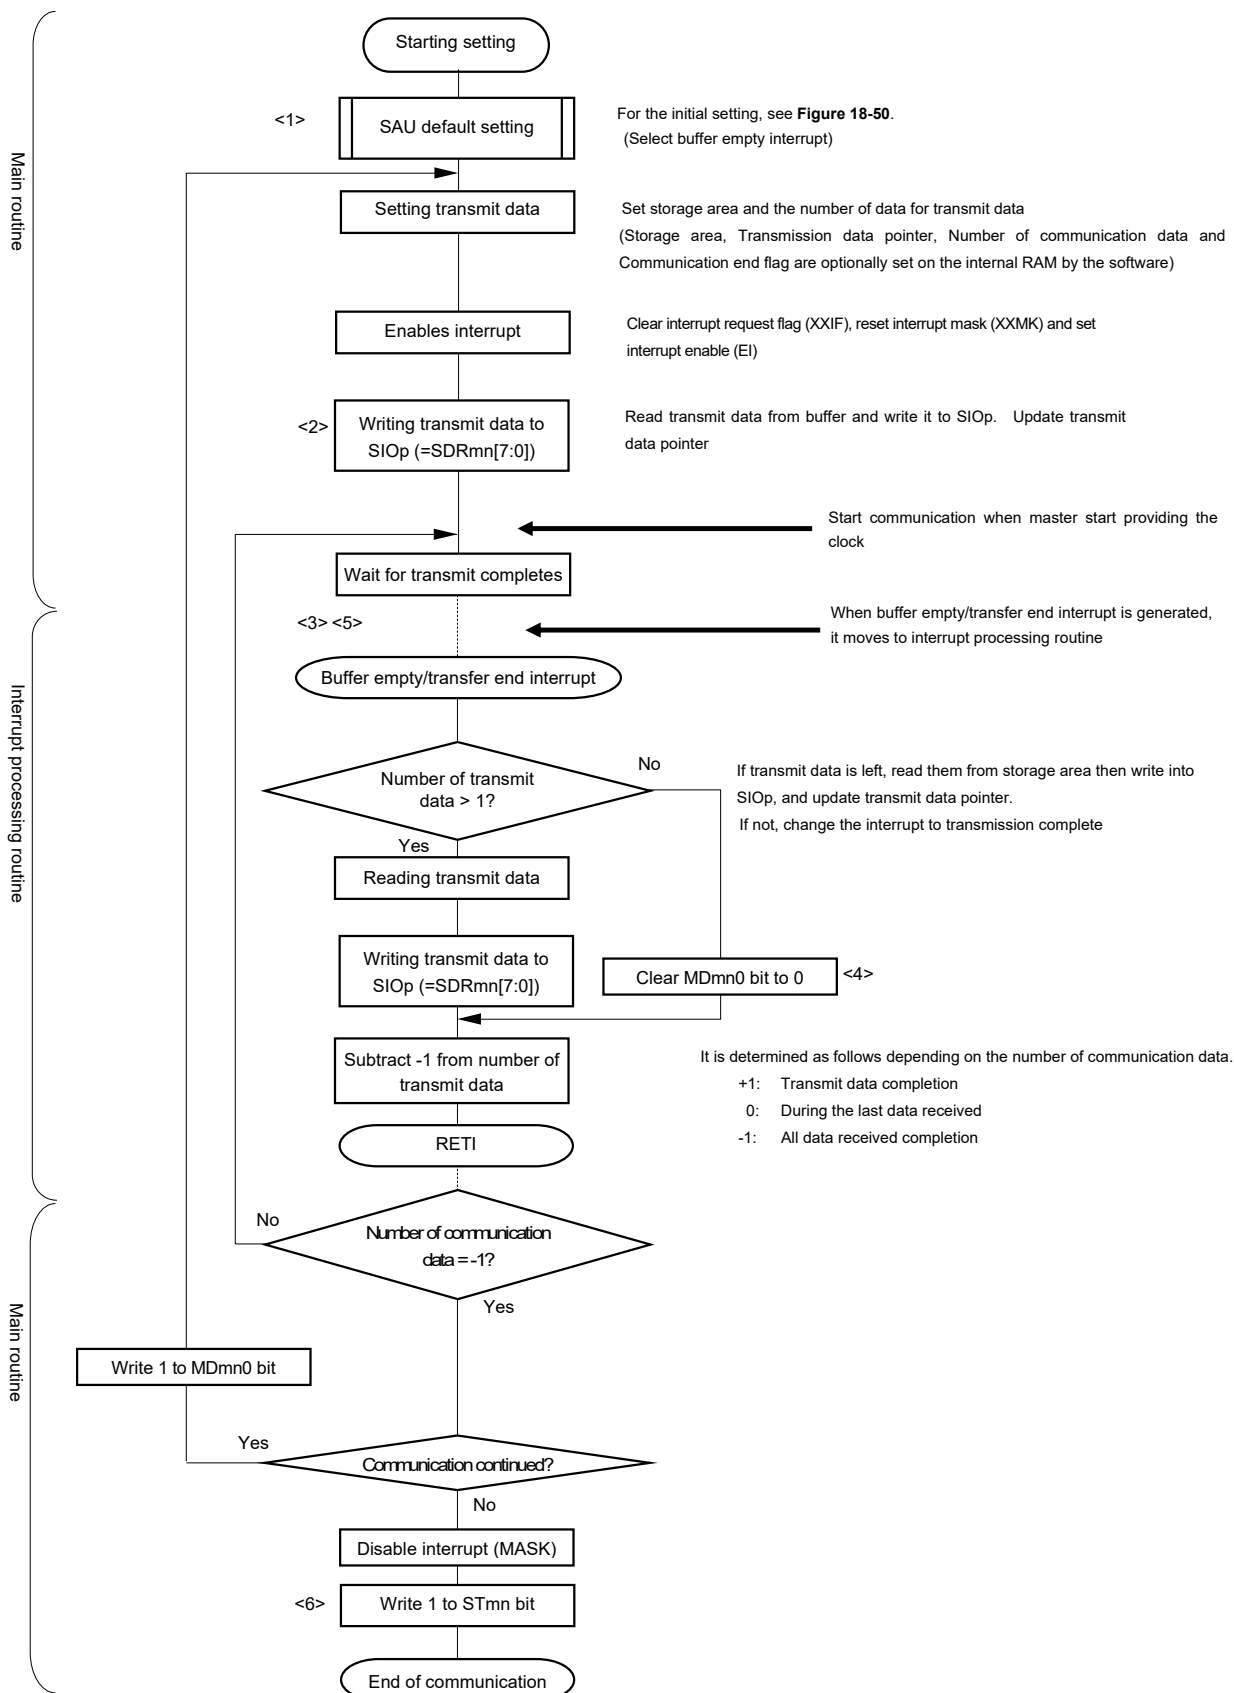 Starting setting
<1>
SAU default setting
For the initial setting, see Figure 18-50.
(Select buffer empty interrupt)
Main routine
Setting transmit data
Set storage area and the number of data for transmit data
(Storage area, Transmission data pointer, Number of communication data and
Communication end flag are optionally set on the internal RAM by the software)
Enables interrupt
Clear interrupt request flag (XXIF), reset interrupt mask (XXMK) and set
interrupt enable (EI)
<2>
Writing transmit data to
SIOp (=SDRmn[7:0])
Read transmit data from buffer and write it to SIOp. Update transmit
data pointer
Start communication when master start providing the
clock
Wait for transmit completes
<3> <5>
When buffer empty/transfer end interrupt is generated,
it moves to interrupt processing routine
Buffer empty/transfer end interrupt
Interrupt processing routine
Number of transmit
data > 1?
No
Yes
If transmit data is left, read them from storage area then write into
SIOp, and update transmit data pointer.
If not, change the interrupt to transmission complete
Reading transmit data
Writing transmit data to
SIOp (=SDRmn[7:0])
Clear MDmn0 bit to 0
<4>
Subtract -1 from number of
transmit data
It is determined as follows depending on the number of communication data.
+1: Transmit data completion
0: During the last data received
-1: All data received completion
RETI
No
Number of communication
data = -1?
Yes
Main routine
Write 1 to MDmn0 bit
Yes
Communication continued?
No
Disable interrupt (MASK)
<6>
Write 1 to STmn bit
End of communication